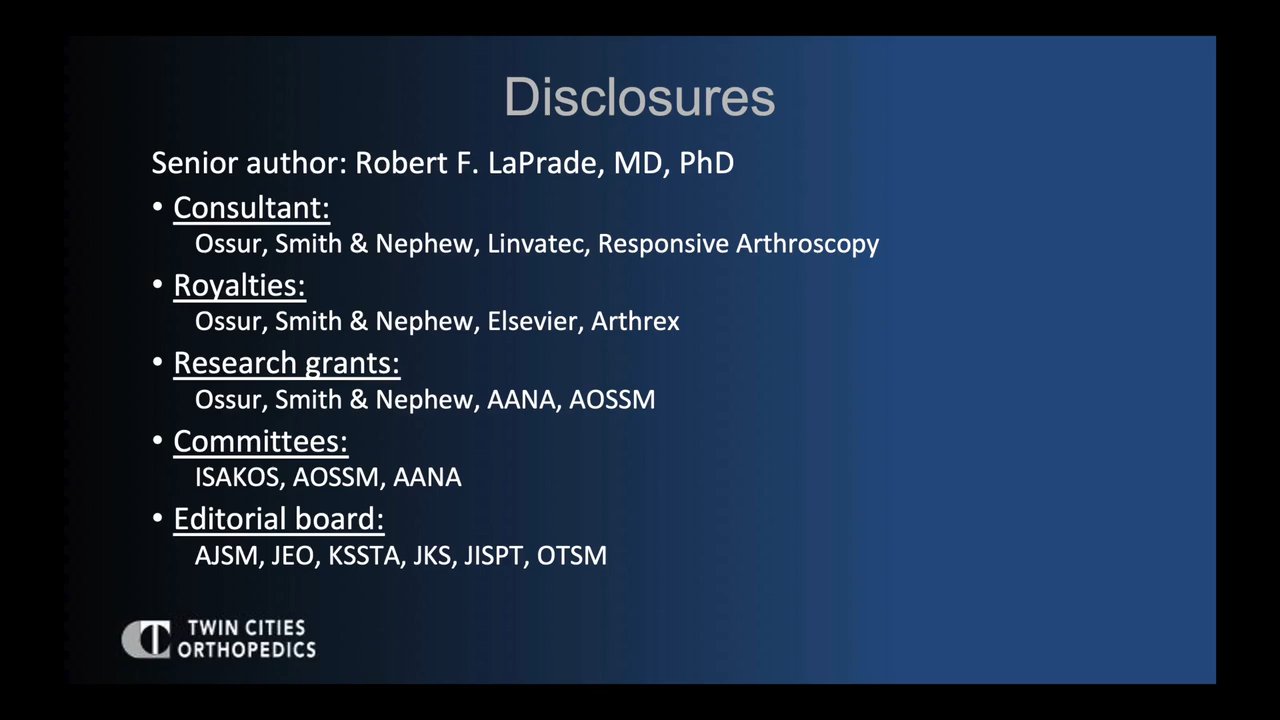 Disclosures
Senior author: Robert F. LaPrade, MD, PhD
• Consultant:
Ossur, Smith & Nephew, Linvatec, Responsive Arthroscopy
• Royalties:
Ossur, Smith & Nephew, Elsevier, Arthrex
• Research grants:
Ossur, Smith & Nephew, AANA, AOSSM
• Committees:
ISAKOS, AOSSM, AANA
• Editorial board:
AJSM, JEO, KSSTA, JKS, JISPT, OTSM
TWIN CITIES
ORTHOPEDICS